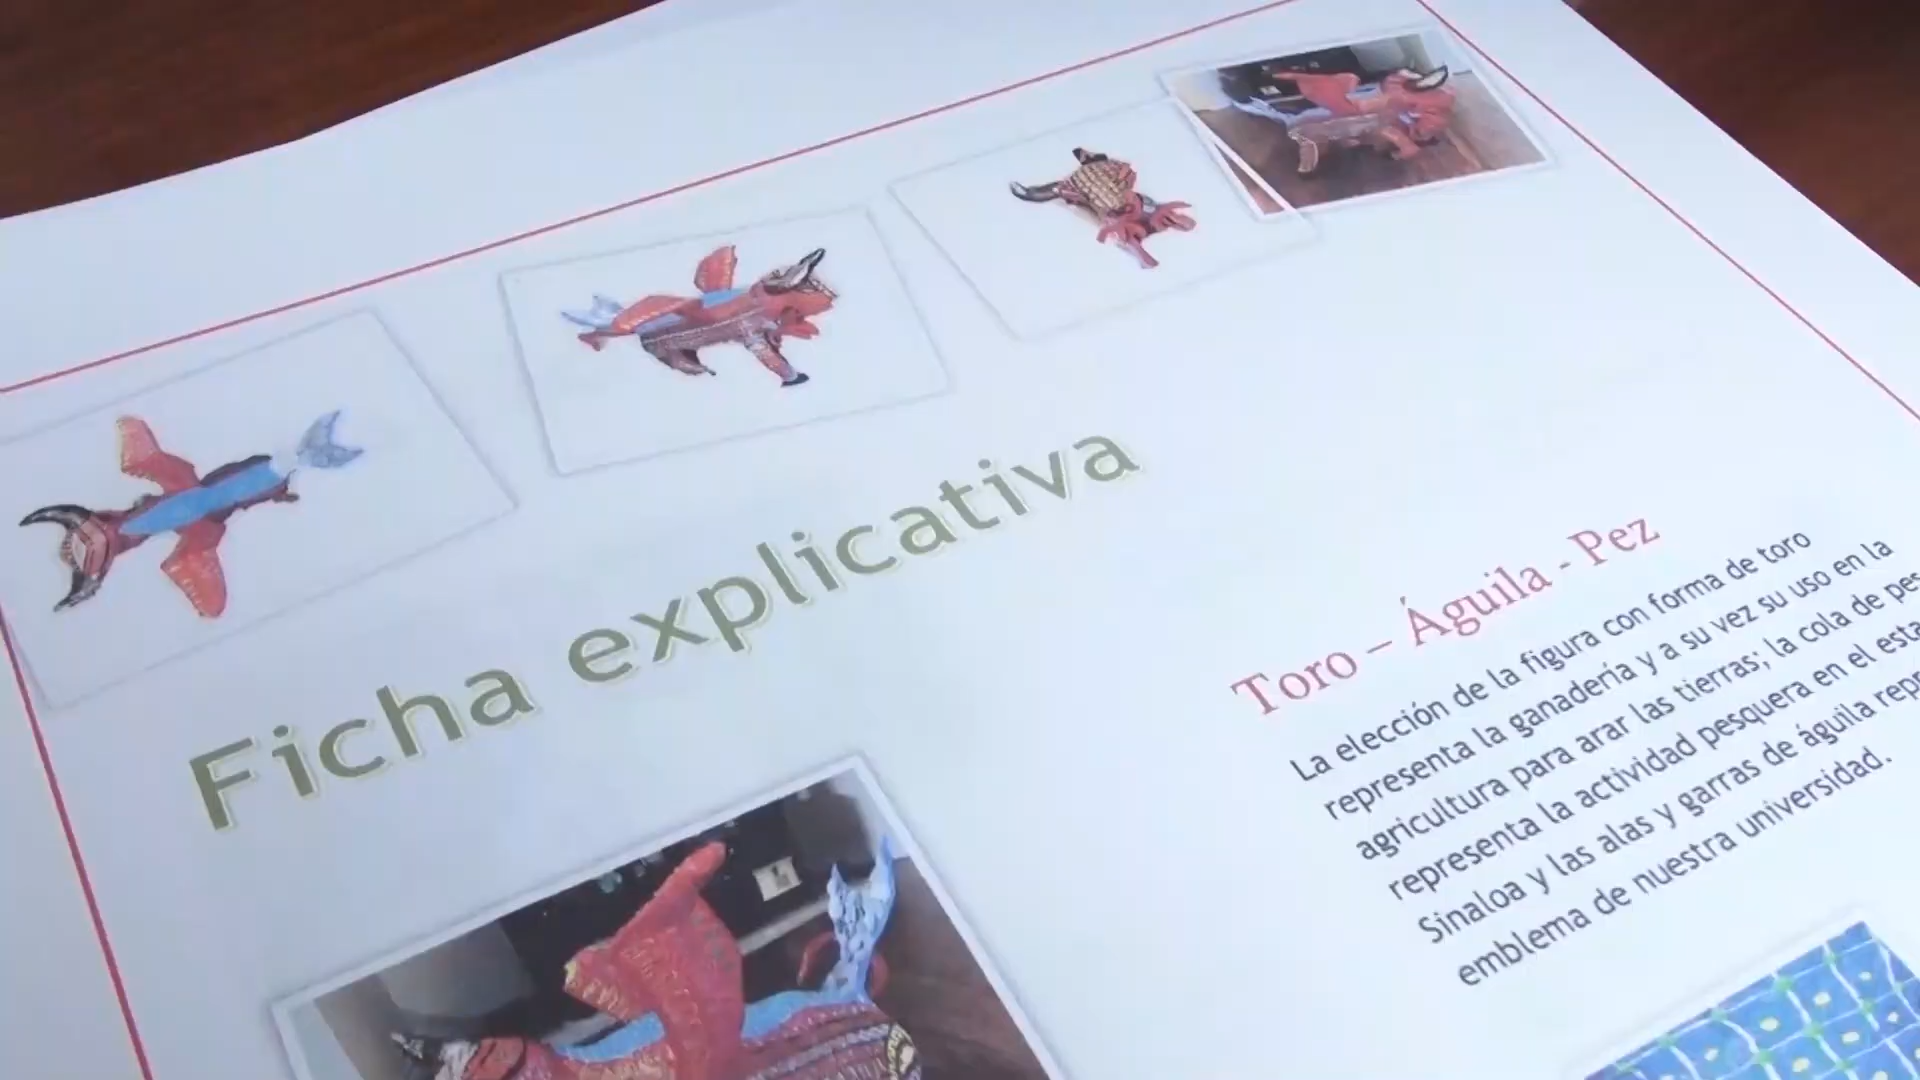 Ficha explicativa
Toro – Águila - Pez
La elección de la figura con forma de toro
representa la ganadería y a su vez su uso en la
agricultura para arar las tierras; la cola de
representa la actividad pesquera en el
Sinaloa y las alas y garras de águila
emblema de nuestra universidad.